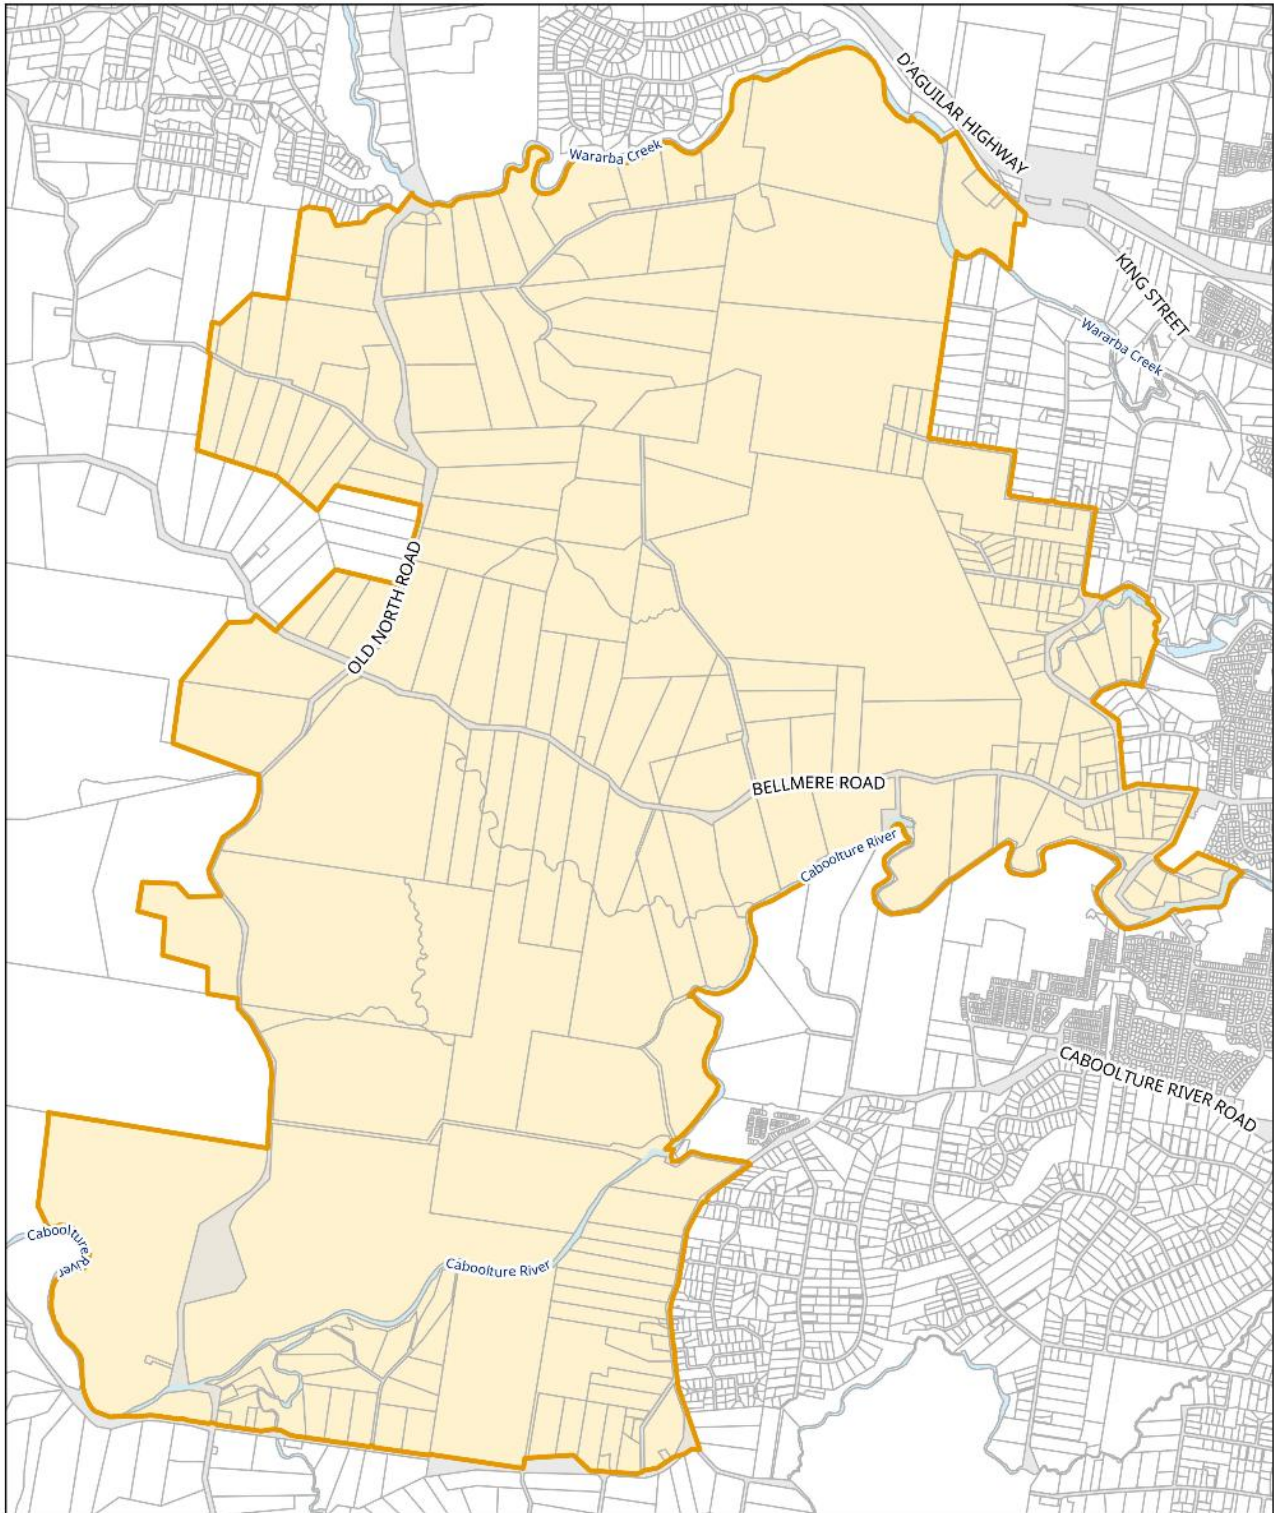 D'AGUILAR HIGHWAY
Wararba Creek
KING STREET
Wararba Creek
OLD NORTH ROAD
BELLMERE ROAD
Caboolture River
CABOOLTURE RIVER ROAD
Caboolture
River
Caboolture River